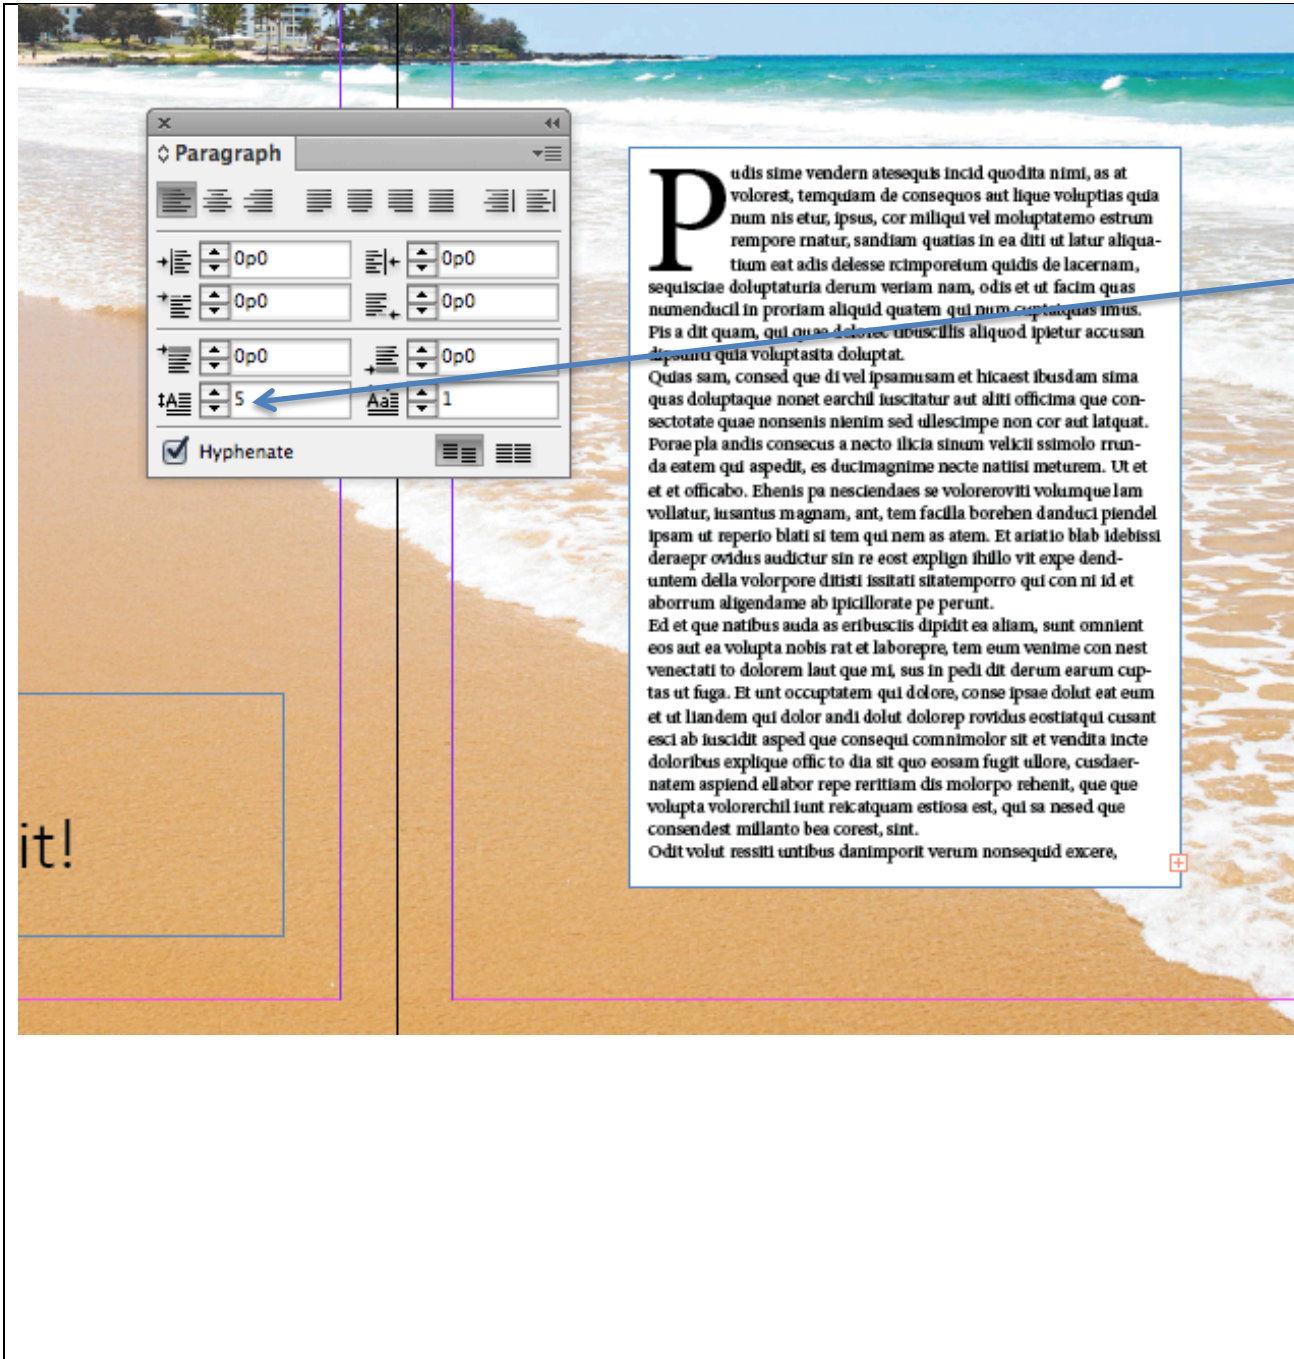 Paragraph
0p0 0p0
0p0 0p0
0p0 0p0
5 1
Hyphenate
it!
Pudis sime vendern atesequis incid quodita nimi, as at
volorest, temquiam de consequos aut lique voluptias quia
num nis etur, ipsus, cor miliqui vel moluptatemo estrum
rempore rnatur, sandiam quatias in ea diti ut latur aliqua-
tium eat adis delesse rcimporeium quidis de lacernam,
sequisciae doluptaturia derum veriam nam, odis et ut facim quas
numenducil in proriam aliquid quatem qui num cuptaiquas imus.
Pis a dit quam, qui quae dolorec tibuscillis aliquod ipietur accusan
dipsunti quia voluptasita doluptat.
Quias sam, consed que di vel ipsamusam et hicaest ibusdam sima
quas doluptaque nonet earchil iuscitatur aut aliti officima que con-
sectotate quae nonsenis nienim sed ullescimpe non cor aut latquat.
Porae pla andis consecus a necto ilicia sinum velicii ssimolo rrun-
da eatem qui aspedit, es ducimagnime necte natiisi meturem. Ut et
et et officabo. Ehenis pa nesciendaes se voloreroviti volumque lam
vollatur, iusantus magnam, ant, tem facilla borehen danduci piendel
ipsam ut reperio blati si tem qui nem as atem. Et ariatio blab idebissi
deraepr ovidus audictur sin re eost explign ihillo vit expe dend-
untem della volorpore ditisti issitati sitatemporro qui con ni id et
aborrum aligendame ab ipicillorate pe perunt.
Ed et que natibus auda as eribusciis dipidit ea aliam, sunt omnient
eos aut ea volupta nobis rat et laborepre, tem eum venime con nest
venectati to dolorem laut que mi, sus in pedi dit derum earum cup-
tas ut fuga. Et unt occuptatem qui dolore, conse ipsae dolut eat eum
et ut liandem qui dolor andi dolut dolorep rovidus eostiatqui cusant
esci ab iuscidit asped que consequi comnimolor sit et vendita incte
doloribus explique offic to dia sit quo eosam fugit ullore, cusdaer-
natem aspiend ellabor repe reritiam dis molorpo rehenit, que que
volupta volorerchil iunt reicatquam estiosa est, qui sa nesed que
consendest millanto bea corest, sint.
Odit volut ressiti untibus danimporit verum nonsequid excere,